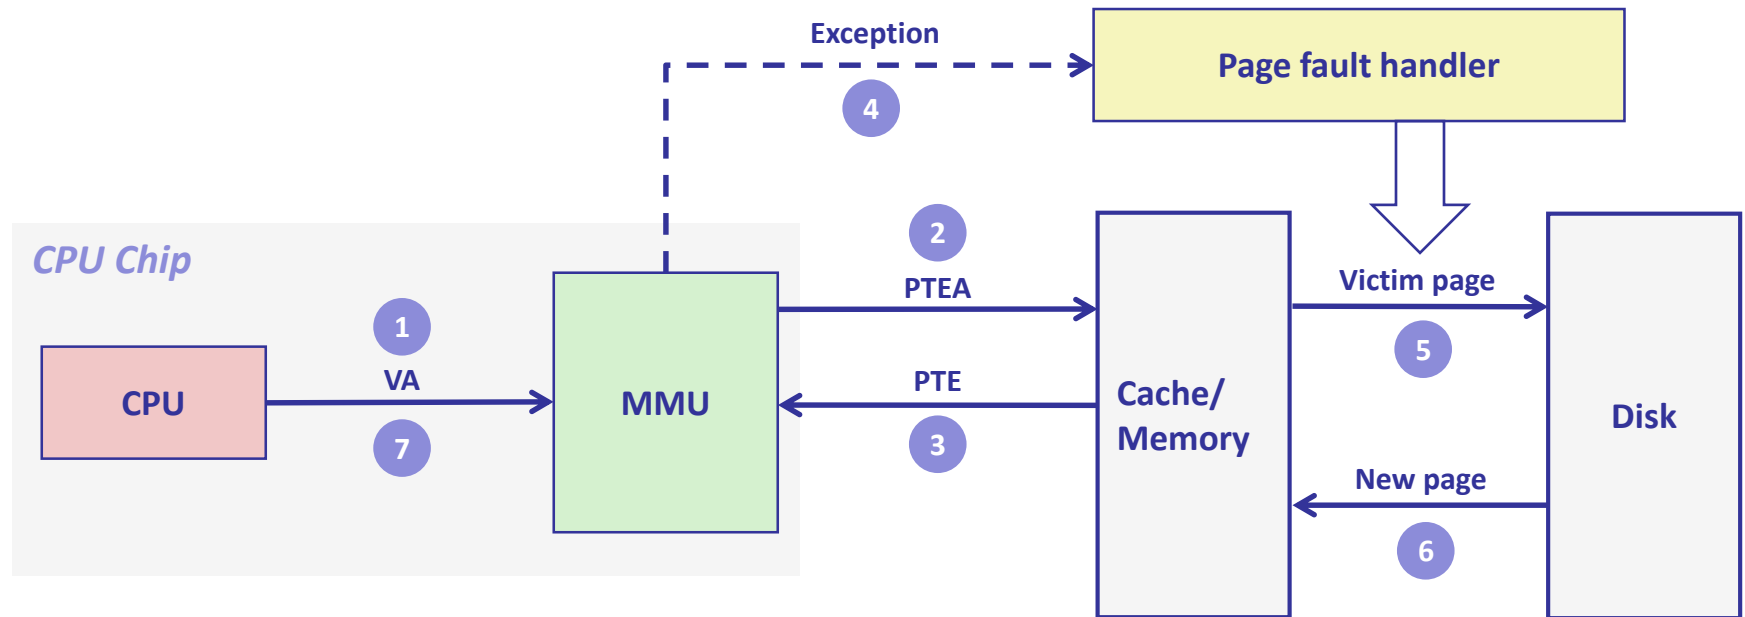 Exception
Page fault handler
4
CPU Chip
2
PTEA
Victim page
1
5
VA
CPU
MMU
PTE
Cache/
Memory
Disk
7
3
New page
6